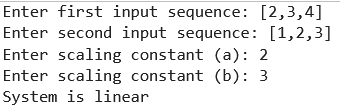 Enter first input sequence: [2,3,4]
Enter second input sequence: [1,2,3]
Enter scaling constant (a): 2
Enter scaling constant (b): 3
System is linear